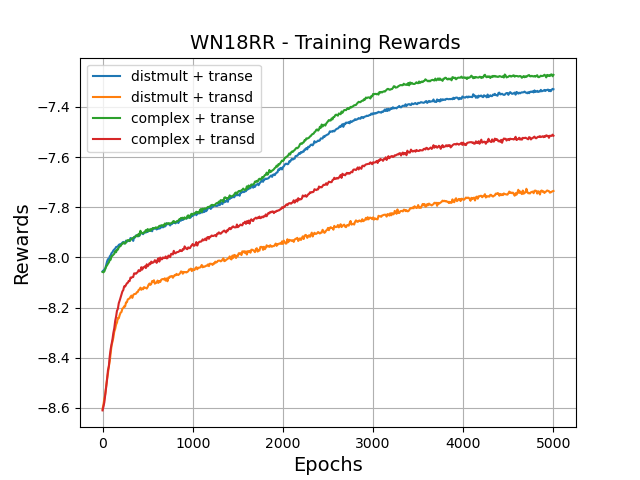 WN18RR - Training Rewards
distmult + transe
distmult + transd
complex + transe
complex + transd
Rewards
−7.4
−7.6
−7.8
−8.0
−8.2
−8.4
−8.6
0 1000 2000 3000 4000 5000
Epochs